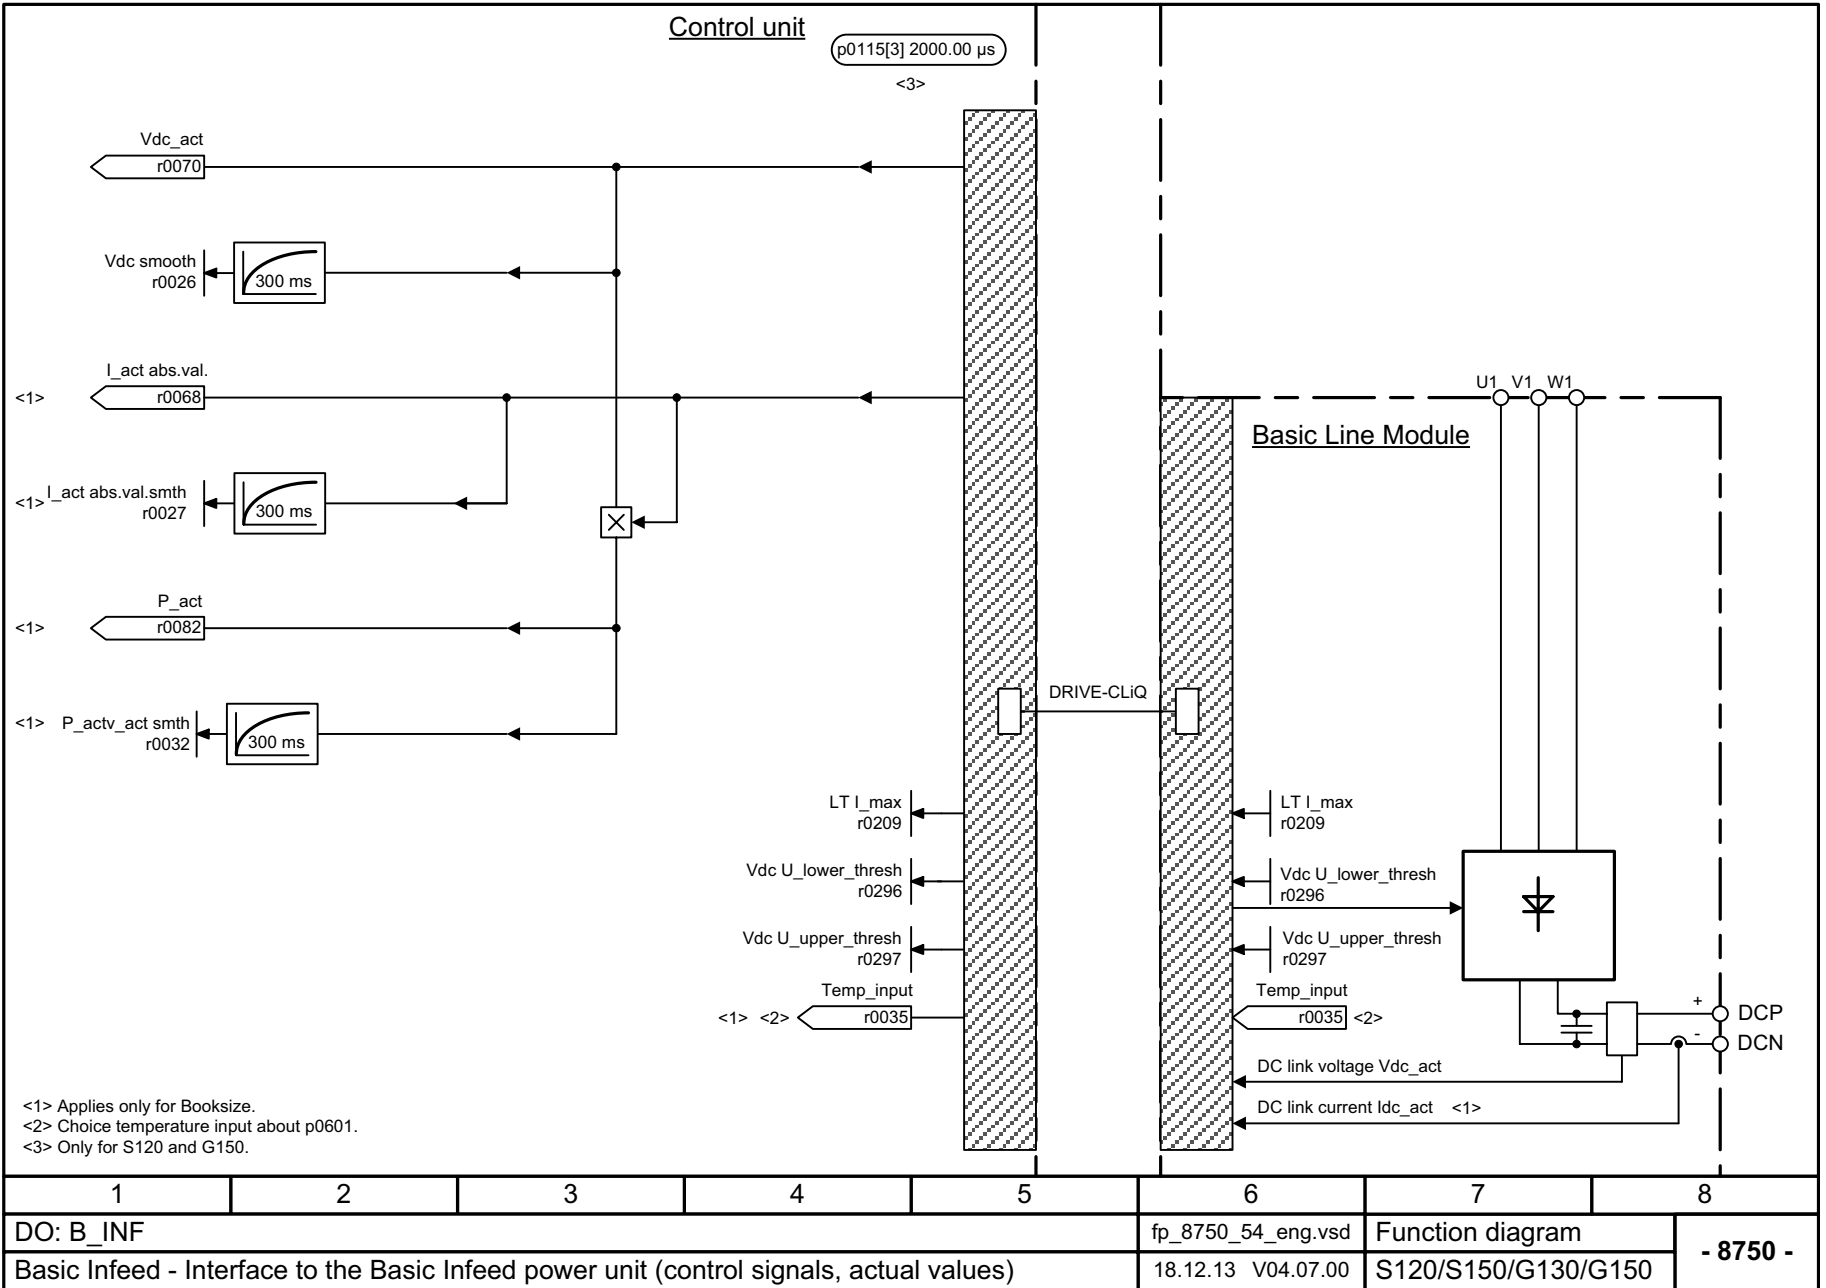 Control unit
p0115[3] 2000.00 µs
<3>
Vdc_act
r0070
Vdc smooth
r0026
300 ms
I_act abs.val.
<1>
r0068
<1>
I_act abs.val.smth
r0027
300 ms
P_act
<1>
r0082
<1>
P_actv_act smth
r0032
300 ms
DRIVE-CLiQ
U1 V1 W1
Basic Line Module
LT I_max
r0209
Vdc U_lower_thresh
r0296
Vdc U_upper_thresh
r0297
Temp_input
<1> <2>
r0035
LT I_max
r0209
Vdc U_lower_thresh
r0296
Vdc U_upper_thresh
r0297
Temp_input
r0035 <2>
+
DCP
-
DCN
DC link voltage Vdc_act
DC link current Idc_act <1>
<1> Applies only for Booksize.
<2> Choice temperature input about p0601.
<3> Only for S120 and G150.
1 2 3 4 5 6 7 8
DO: B_INF
fp_8750_54_eng.vsd
Function diagram
- 8750 -
Basic Infeed - Interface to the Basic Infeed power unit (control signals, actual values)
18.12.13 V04.07.00
S120/S150/G130/G150